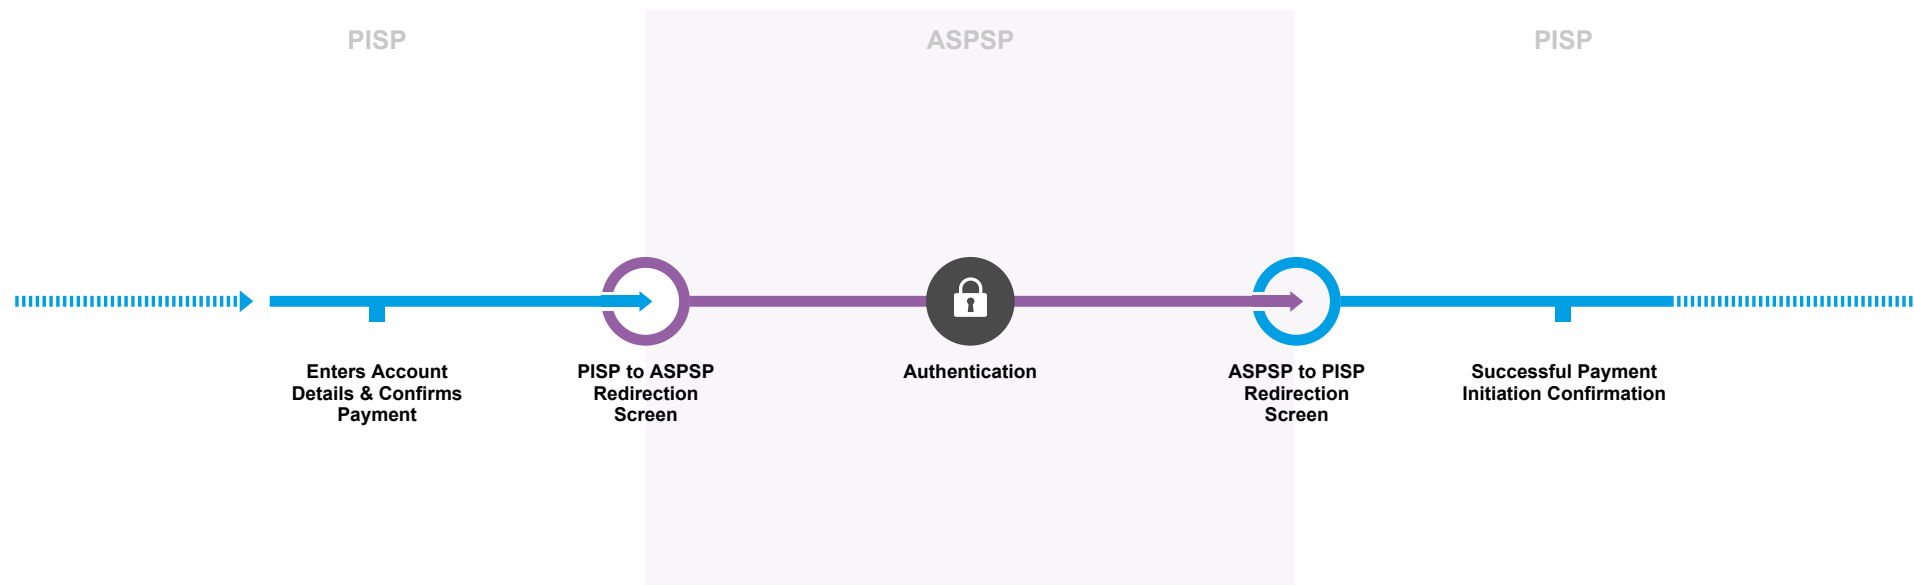 PISP
ASPSP
PISP
Enters Account
Details & Confirms
Payment
PISP to ASPSP
Redirection
Screen
Authentication
ASPSP to PISP
Redirection
Screen
Successful Payment
Initiation Confirmation